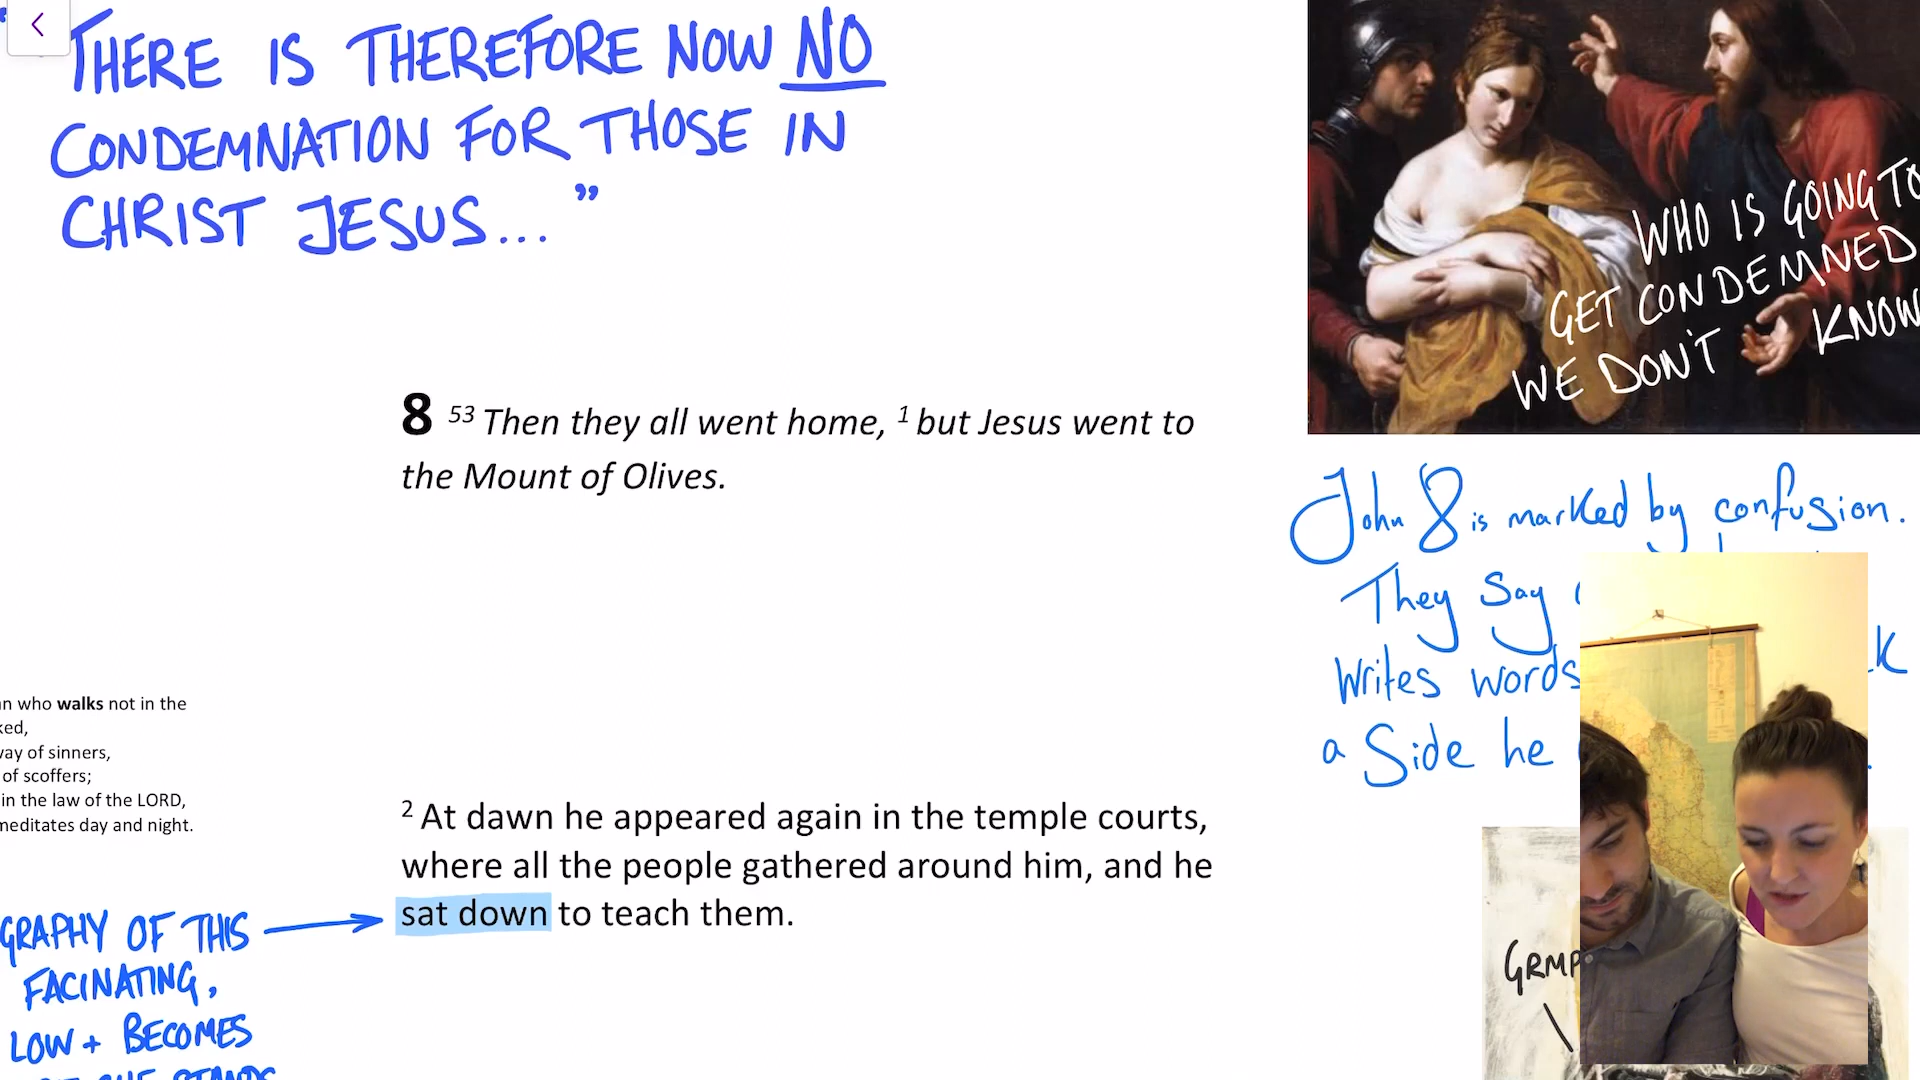 "THERE IS THEREFORE NOW NO
CONDEMNATION FOR THOSE IN
CHRIST JESUS..."
WHO IS GOING TO
GET CONDEMNED
WE DON'T KNOW
8 53 Then they all went home, 1 but Jesus went to
the Mount of Olives.
John 8 is marked by confusion.
They say
writes words
a side he
who walks not in the
of sinners,
of scoffers;
in the law of the LORD,
meditates day and night.
2 At dawn he appeared again in the temple courts,
where all the people gathered around him, and he
sat down to teach them.
OF THIS
FACINATING,
LOW + BECOMES
STANDS